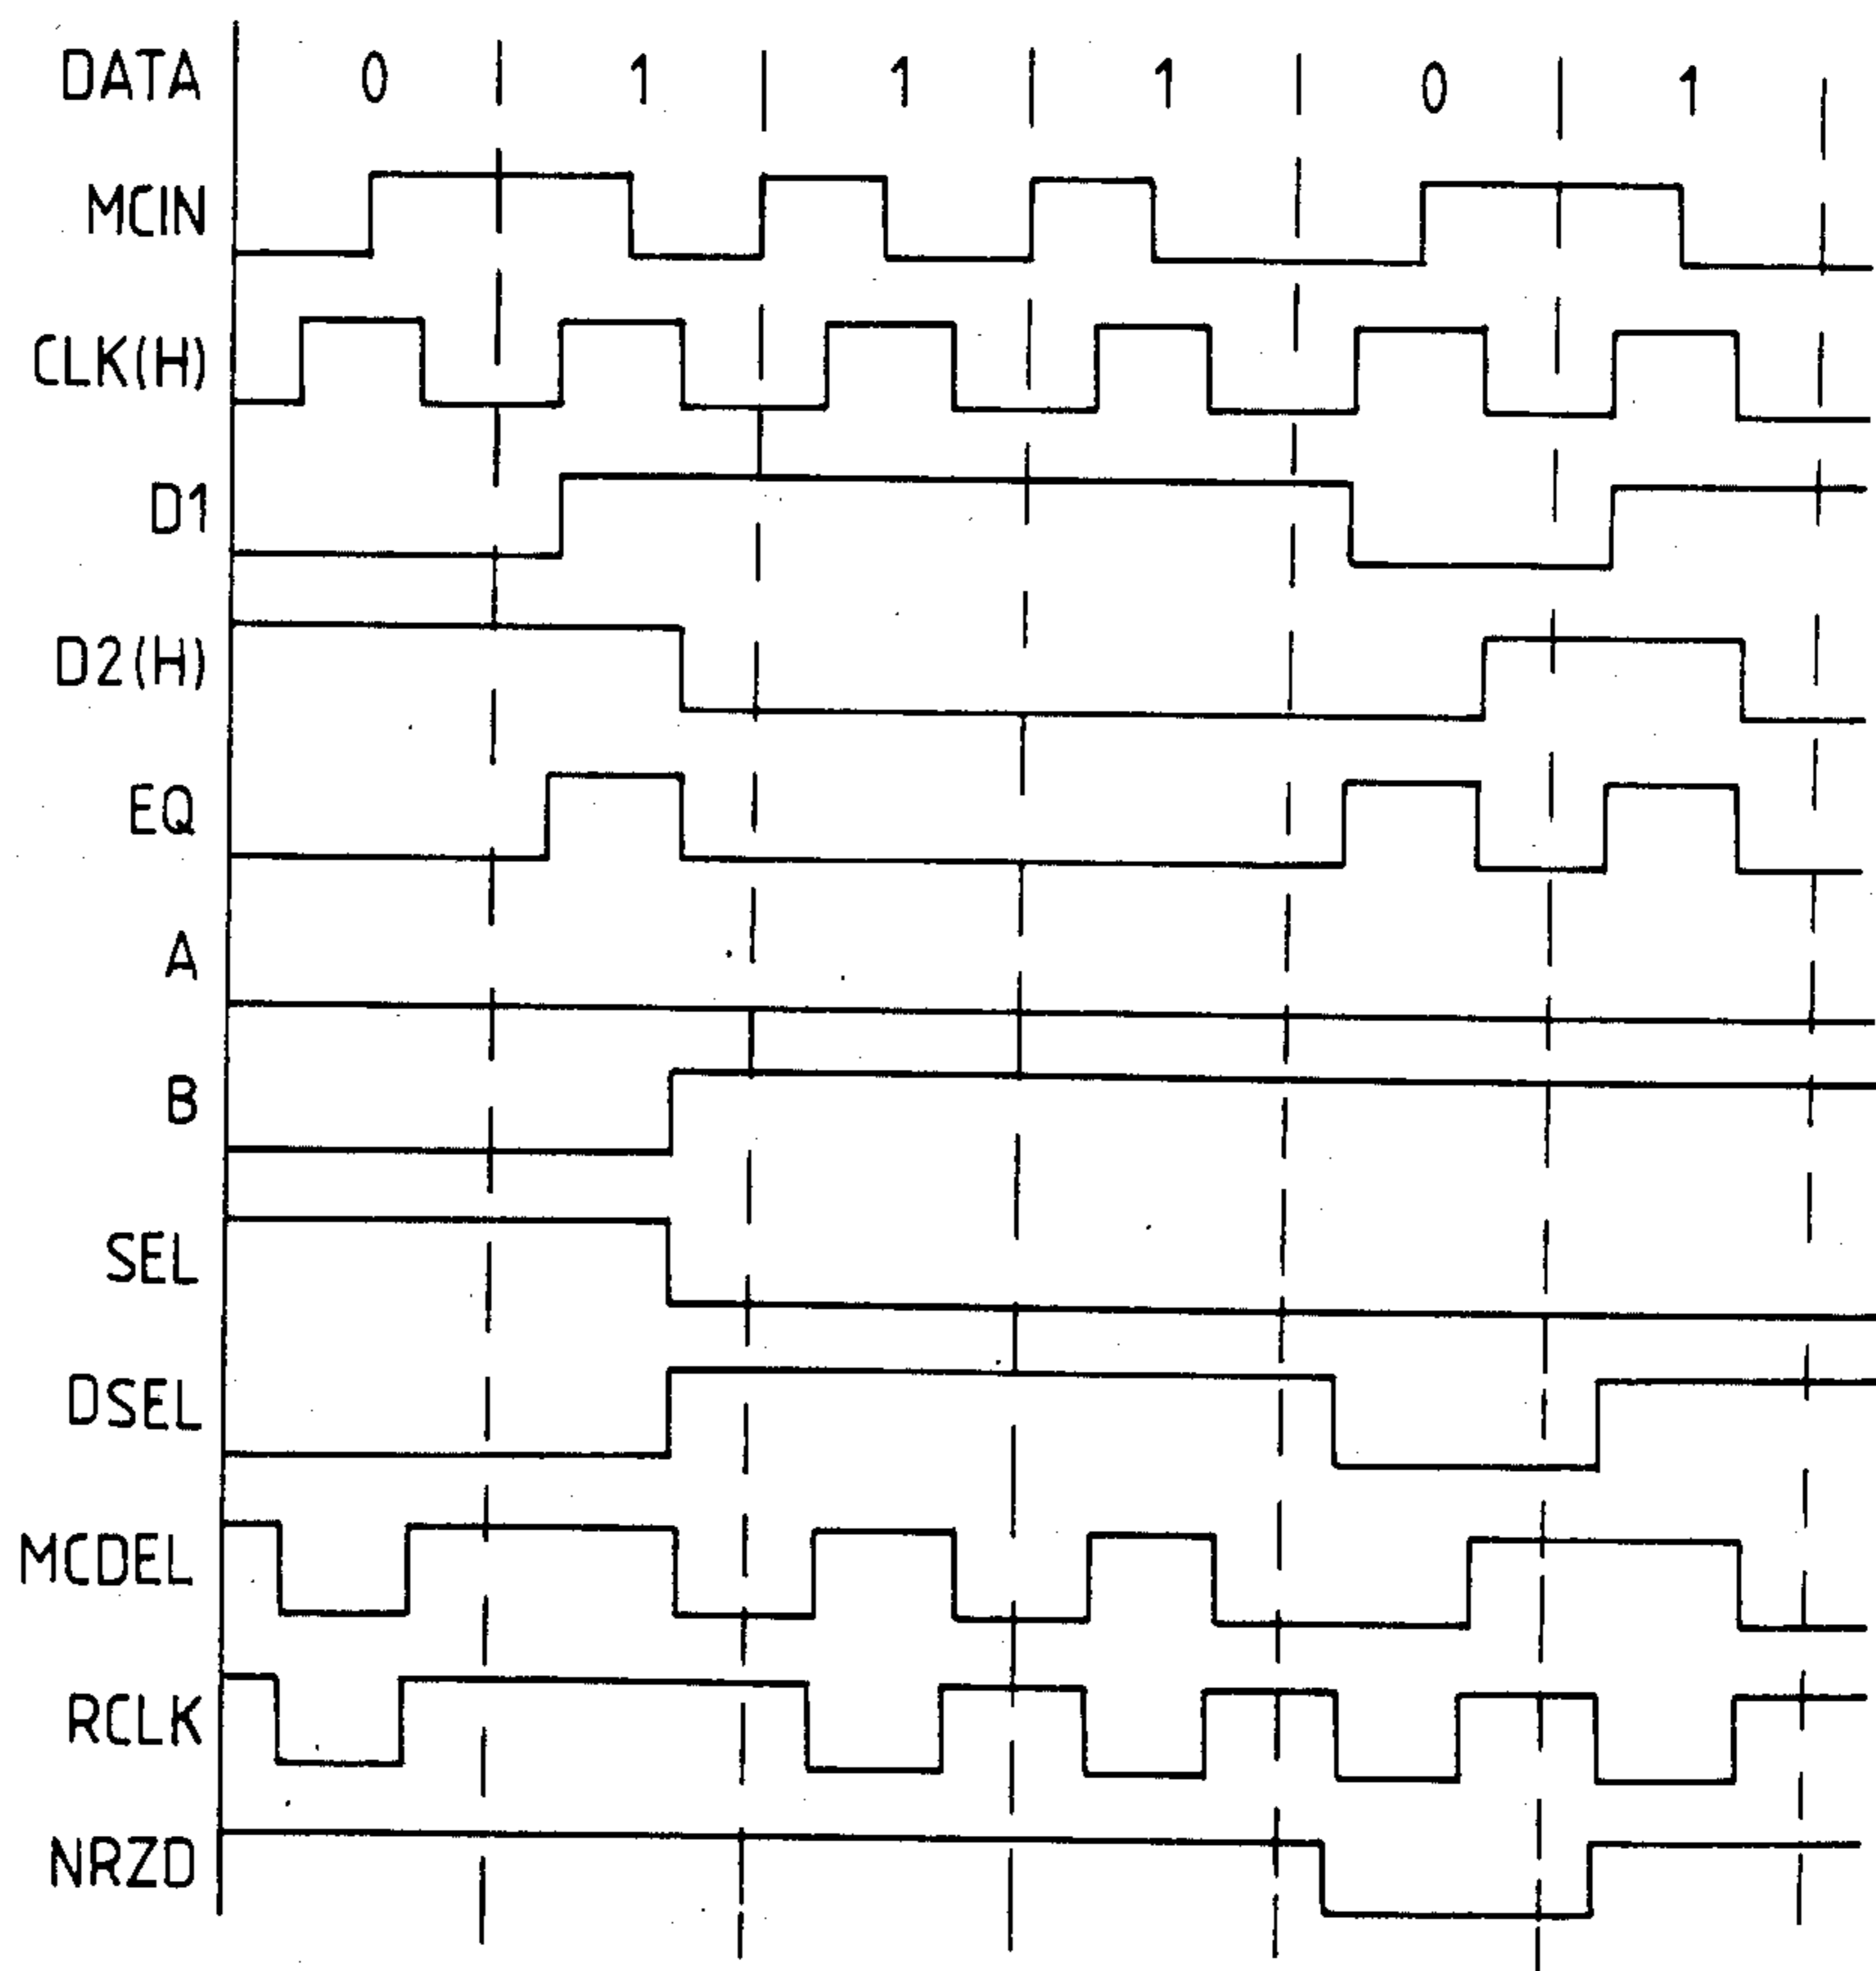 DATA 0 1 1 1 0 1
MCIN
CLK(H)
D1
D2(H)
EQ
A
B
SEL
DSEL
MCDEL
RCLK
NRZD